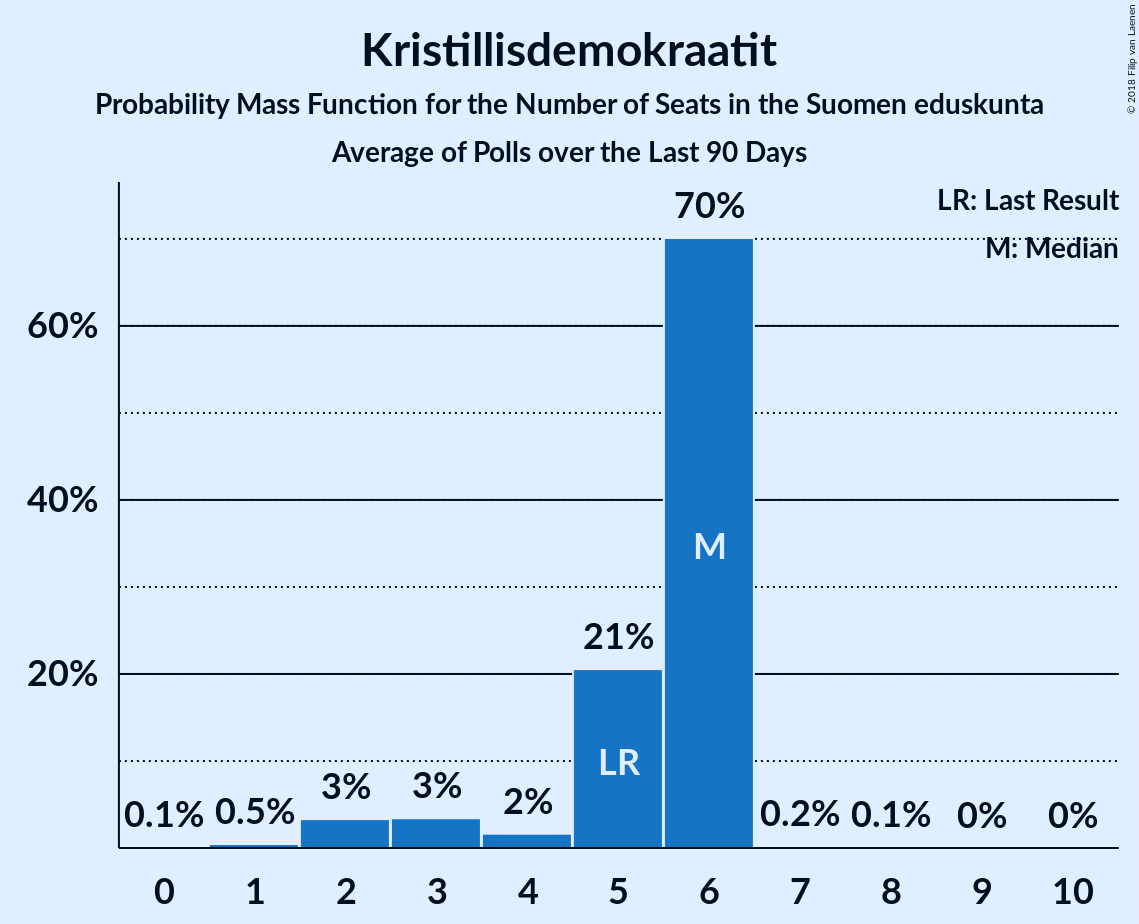 Kristillisdemokraatit
Probability Mass Function for the Number of Seats in the Suomen eduskunta
Average of Polls over the Last 90 Days
© 2018 Filip van Laenen
LR: Last Result
M: Median
60%
40%
20%
0.1%
0.5%
3%
3%
2%
21%
70%
0.2%
0.1%
0%
0%
LR
M
0 1 2 3 4 5 6 7 8 9 10